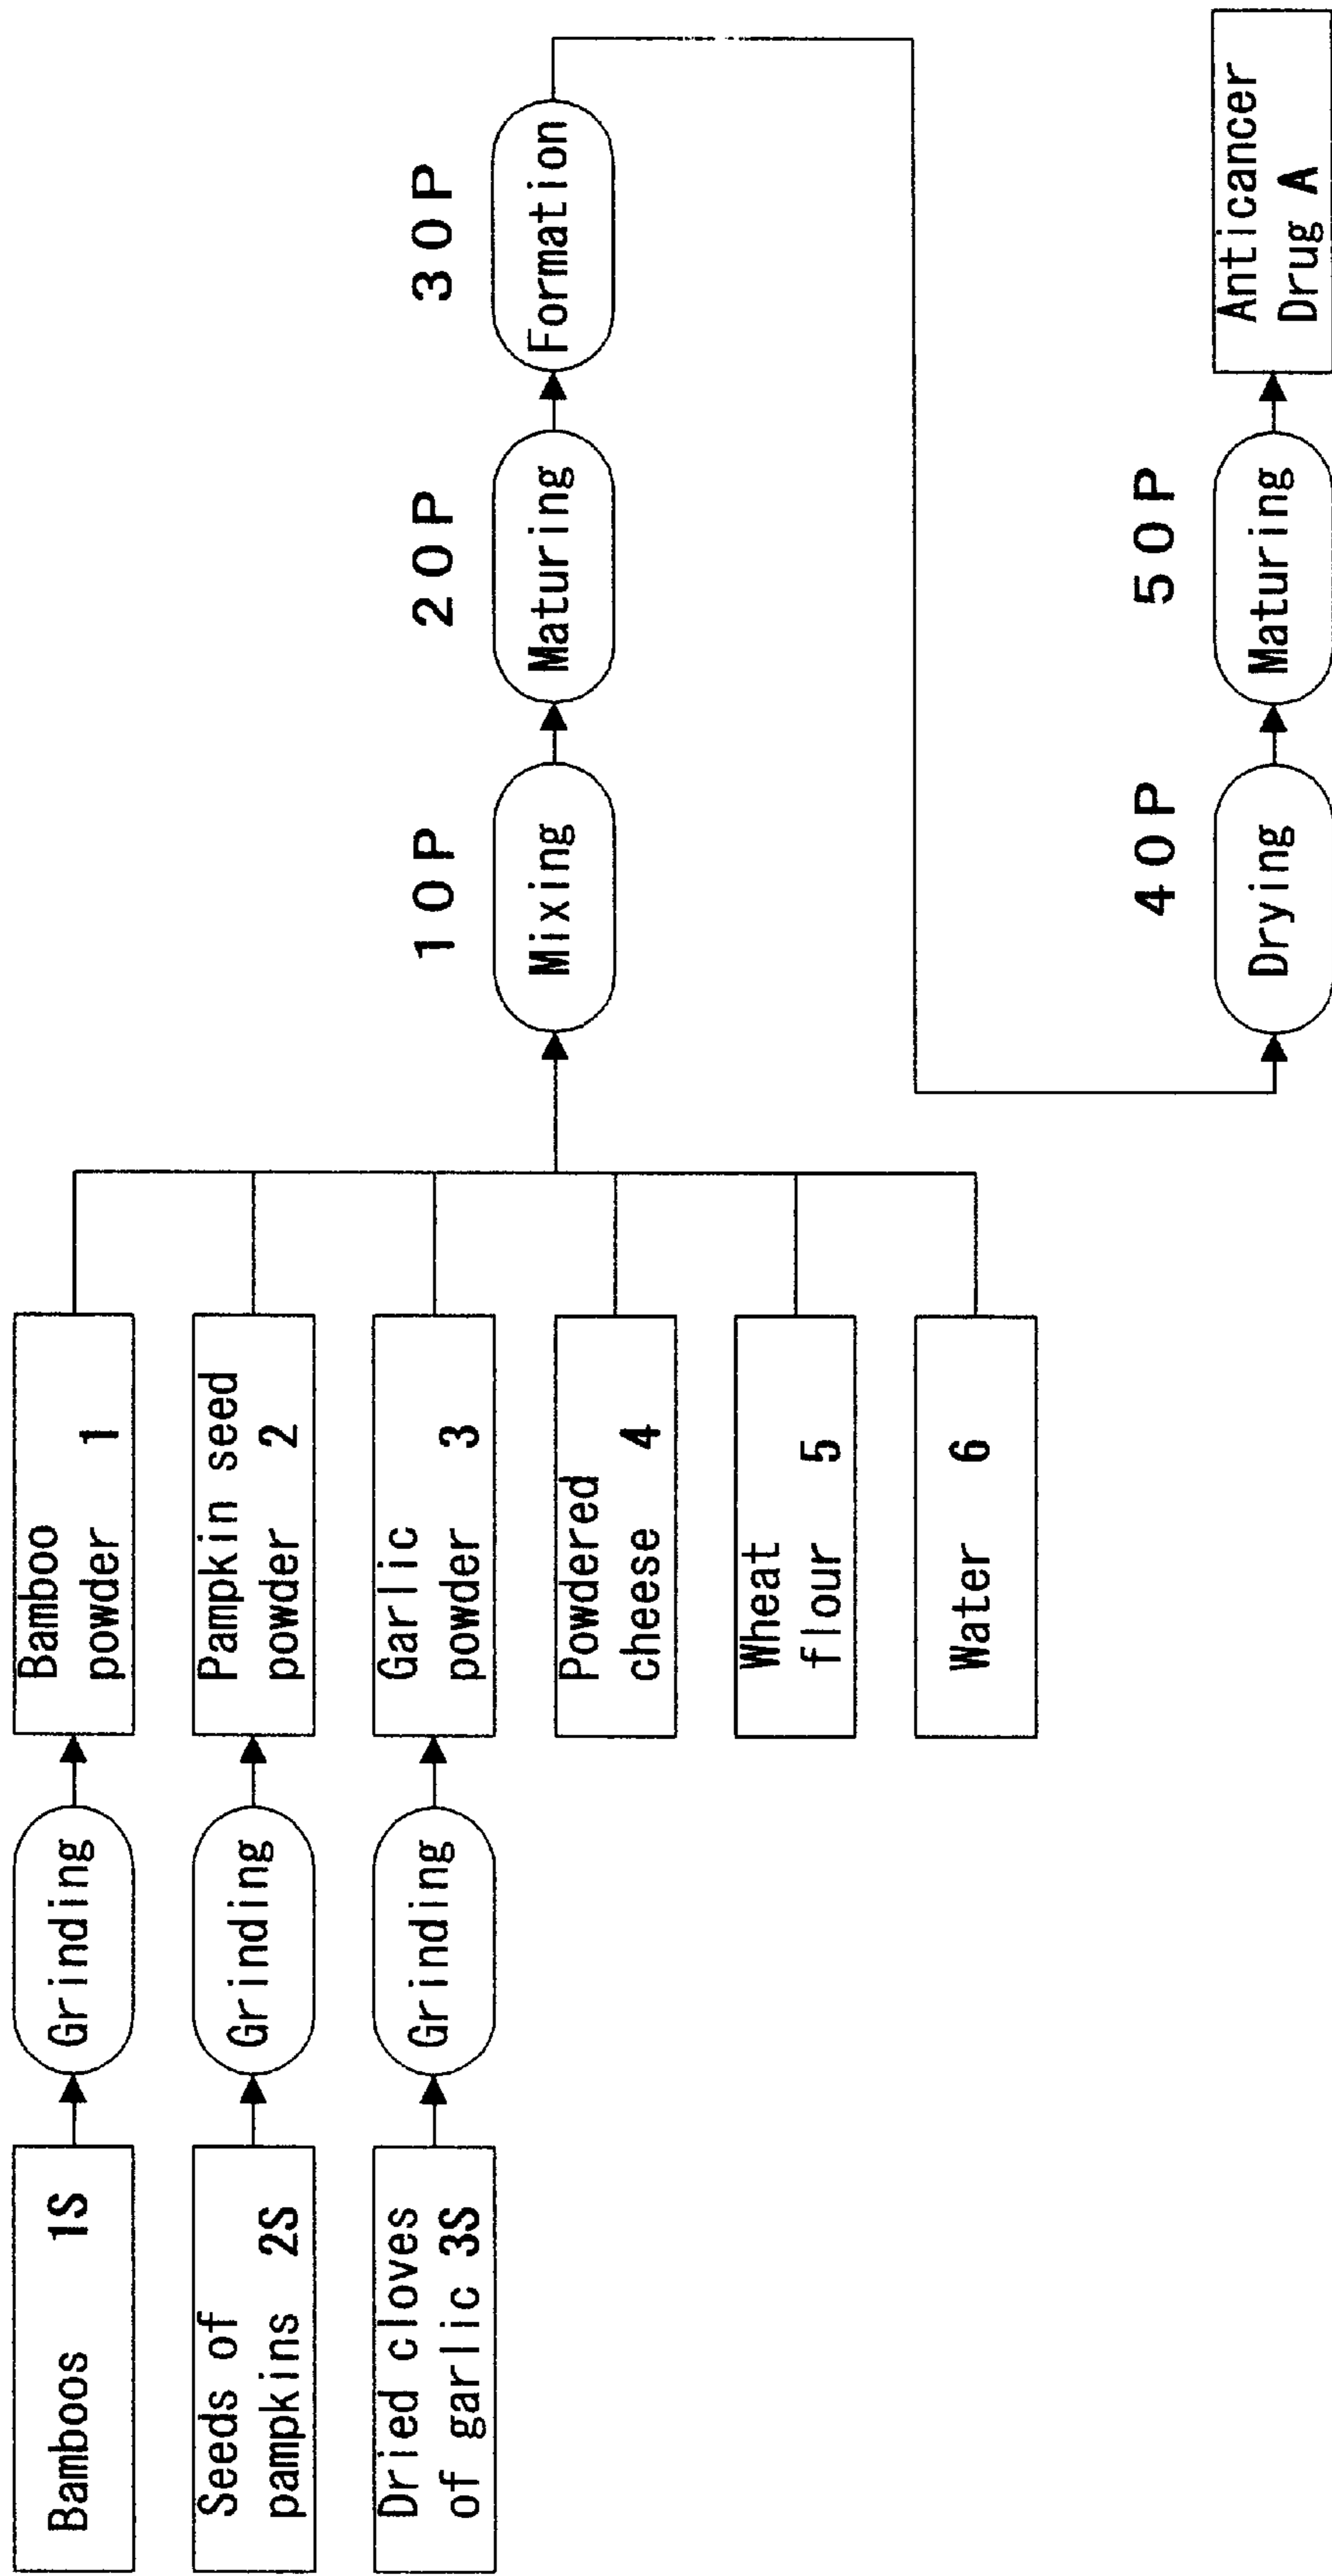 Bamboos 1S
Grinding
Bamboo
powder 1
Seeds of
pampkins 2S
Grinding
Pampkin seed
powder 2
Dried cloves
of garlic 3S
Grinding
Garlic
powder 3
Powdered
cheese 4
Wheat
flour 5
Water 6
10P
Mixing
20P
Maturing
30P
Formation
40P
Drying
50P
Maturing
Anticancer
Drug A